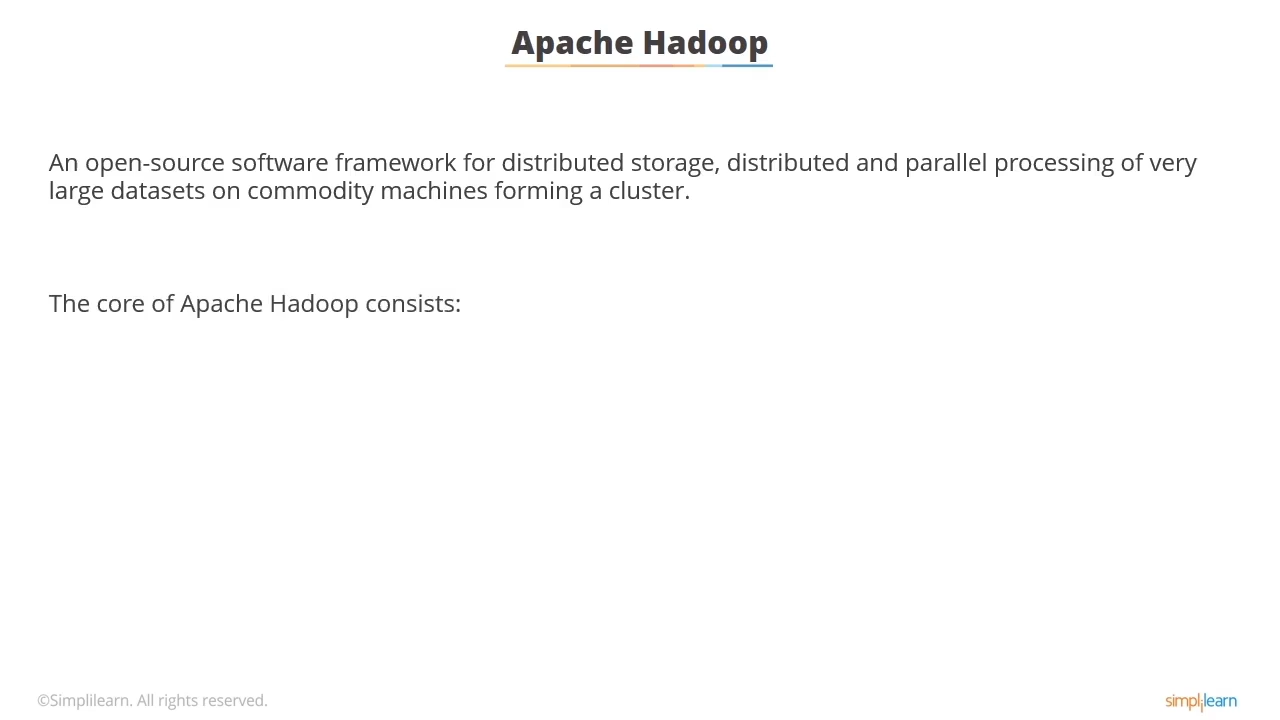 Apache Hadoop
An open-source software framework for distributed storage, distributed and parallel processing of very
large datasets on commodity machines forming a cluster.
The core of Apache Hadoop consists:
©Simplilearn. All rights reserved.
simplilearn